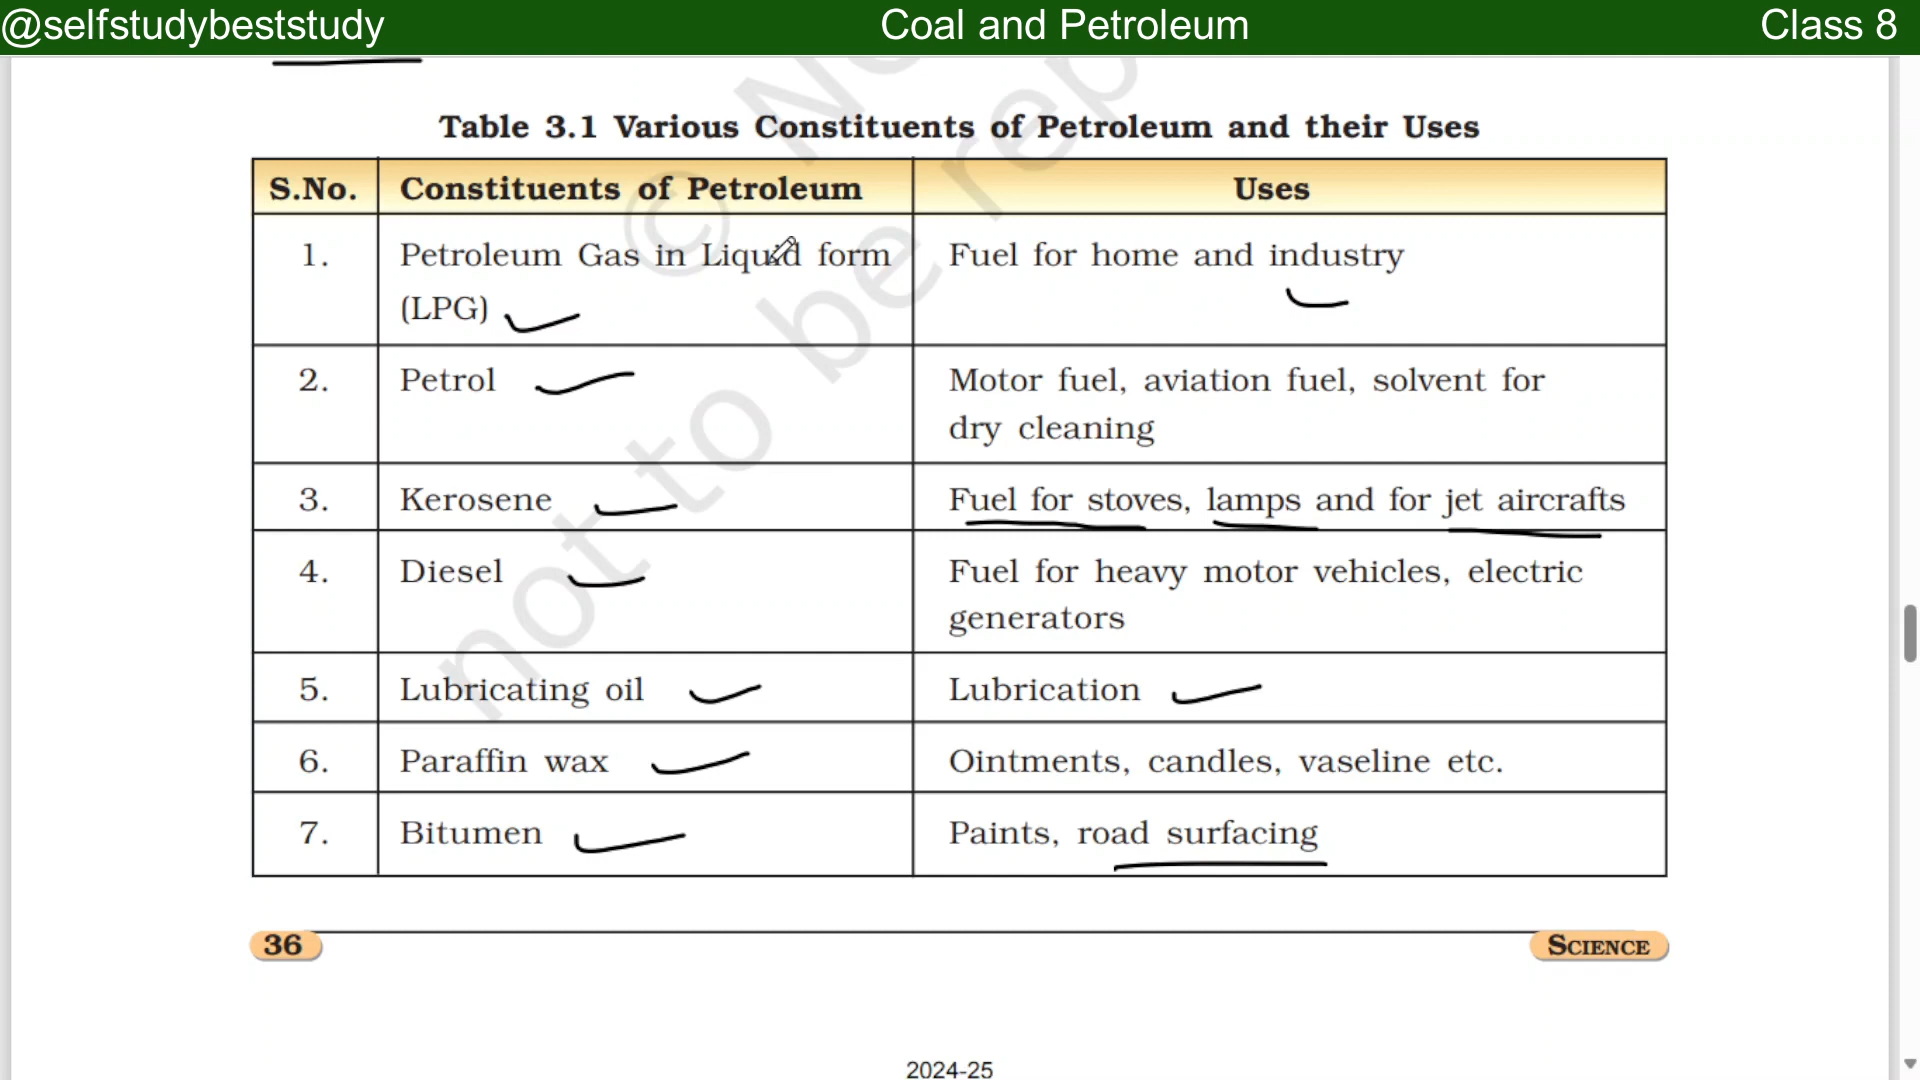 @selfstudybeststudy Coal and Petroleum Class 8
Table 3.1 Various Constituents of Petroleum and their Uses
S.No. Constituents of Petroleum Uses
1. Petroleum Gas in Liquid form Fuel for home and industry
(LPG)
2. Petrol Motor fuel, aviation fuel, solvent for
dry cleaning
3. Kerosene Fuel for stoves, lamps and for jet aircrafts
4. Diesel Fuel for heavy motor vehicles, electric
generators
5. Lubricating oil Lubrication
6. Paraffin wax Ointments, candles, vaseline etc.
7. Bitumen Paints, road surfacing
36 SCIENCE
2024-25
© 
not to be